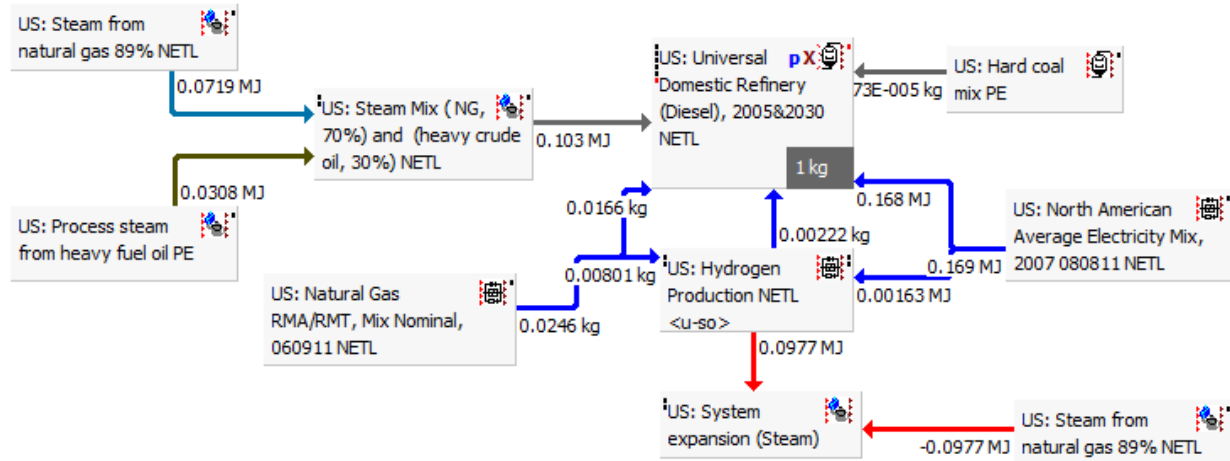 US: Steam from
natural gas 89% NETL
0.0719 MJ
US: Steam Mix ( NG,
70%) and (heavy crude
oil, 30%) NETL
0.103 MJ
0.0308 MJ
US: Process steam
from heavy fuel oil PE
US: Universal
Domestic Refinery
(Diesel), 2005&2030
NETL
pX
1 kg
US: Hard coal
mix PE
73E-005 kg
0.168 MJ
US: North American
Average Electricity Mix,
2007 080811 NETL
0.169 MJ
0.00163 MJ
0.0166 kg
0.00222 kg
0.00801 kg
US: Natural Gas
RMA/RMT, Mix Nominal,
060911 NETL
0.0246 kg
US: Hydrogen
Production NETL
<u-so>
0.0977 MJ
US: System
expansion (Steam)
-0.0977 MJ
US: Steam from
natural gas 89% NETL